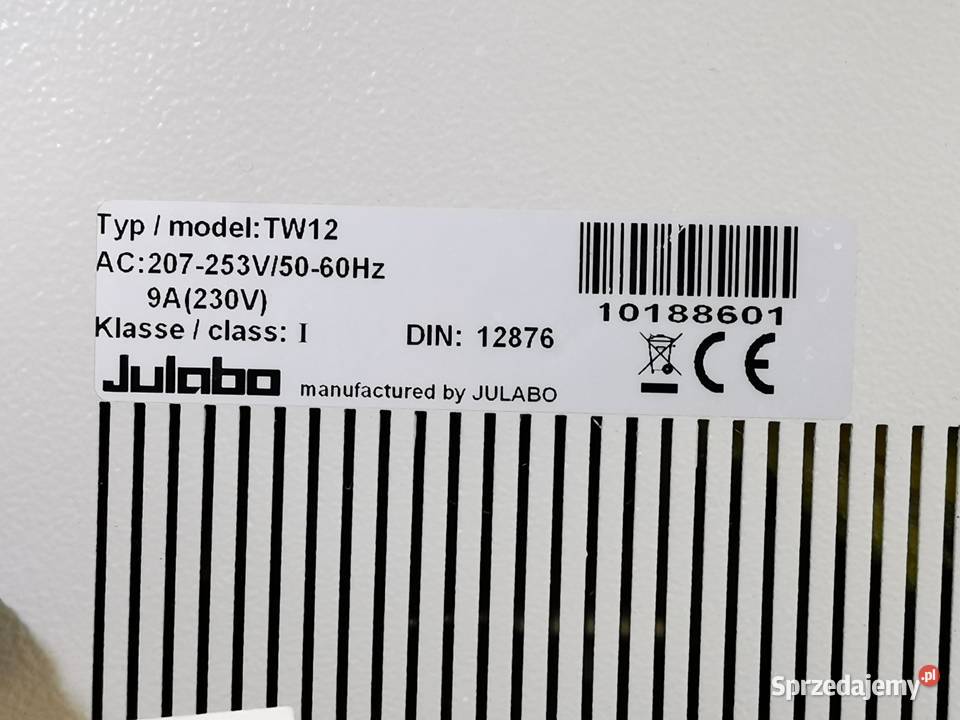 Typ / model: TW12
AC: 207-253V/50-60Hz
9A(230V)
Klasse / class: I
DIN: 12876
10188601
CE
Julabo
manufactured by JULABO
Sprzedajemy.pl